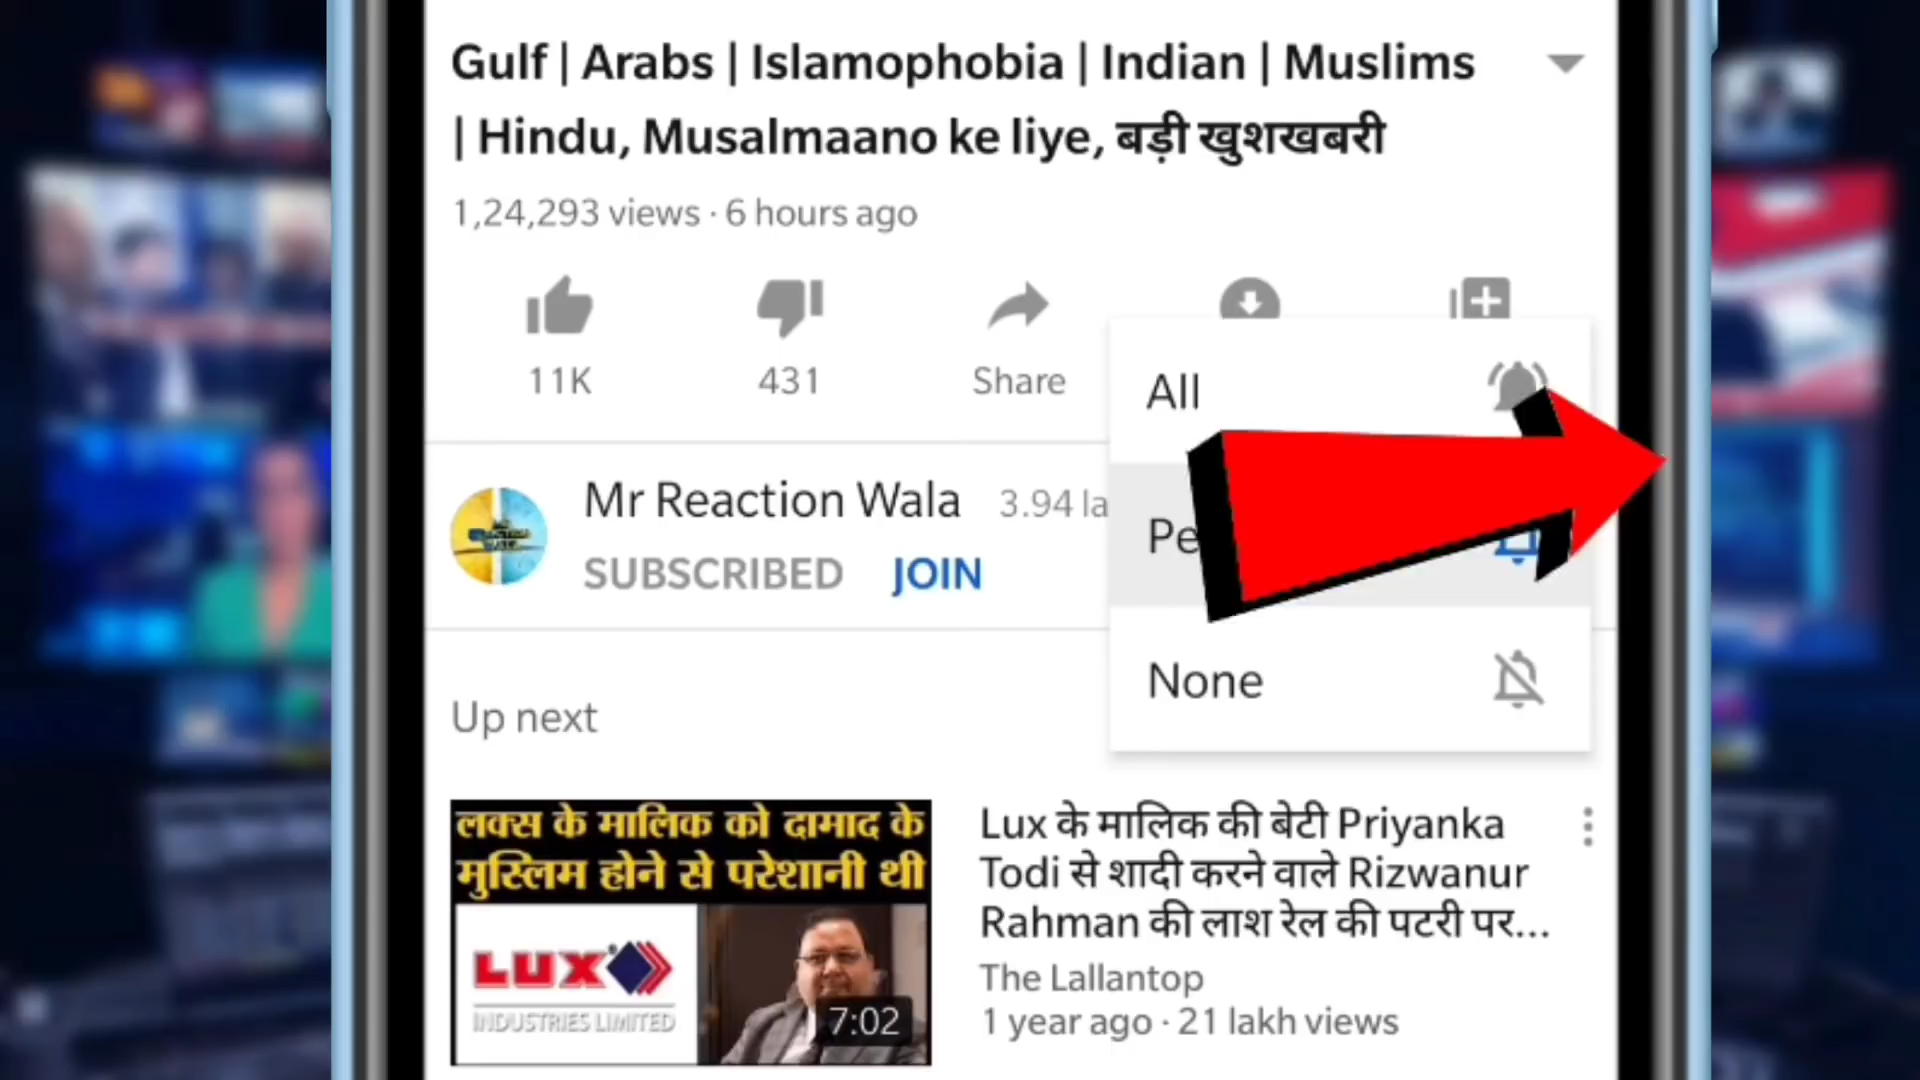 Gulf | Arabs | Islamophobia | Indian | Muslims
| Hindu, Musalmaano ke liye, बड़ी खुशखबरी
1,24,293 views · 6 hours ago
11K
431
Share
All
Mr Reaction Wala 3.94 la
Pe
SUBSCRIBED JOIN
None
Up next
लक्स के मालिक को दामाद के
मुस्लिम होने से परेशानी थी
LUX
INDUSTRIES LIMITED
7:02
Lux के मालिक की बेटी Priyanka
Todi से शादी करने वाले Rizwanur
Rahman की लाश रेल की पटरी पर...
The Lallantop
1 year ago · 21 lakh views